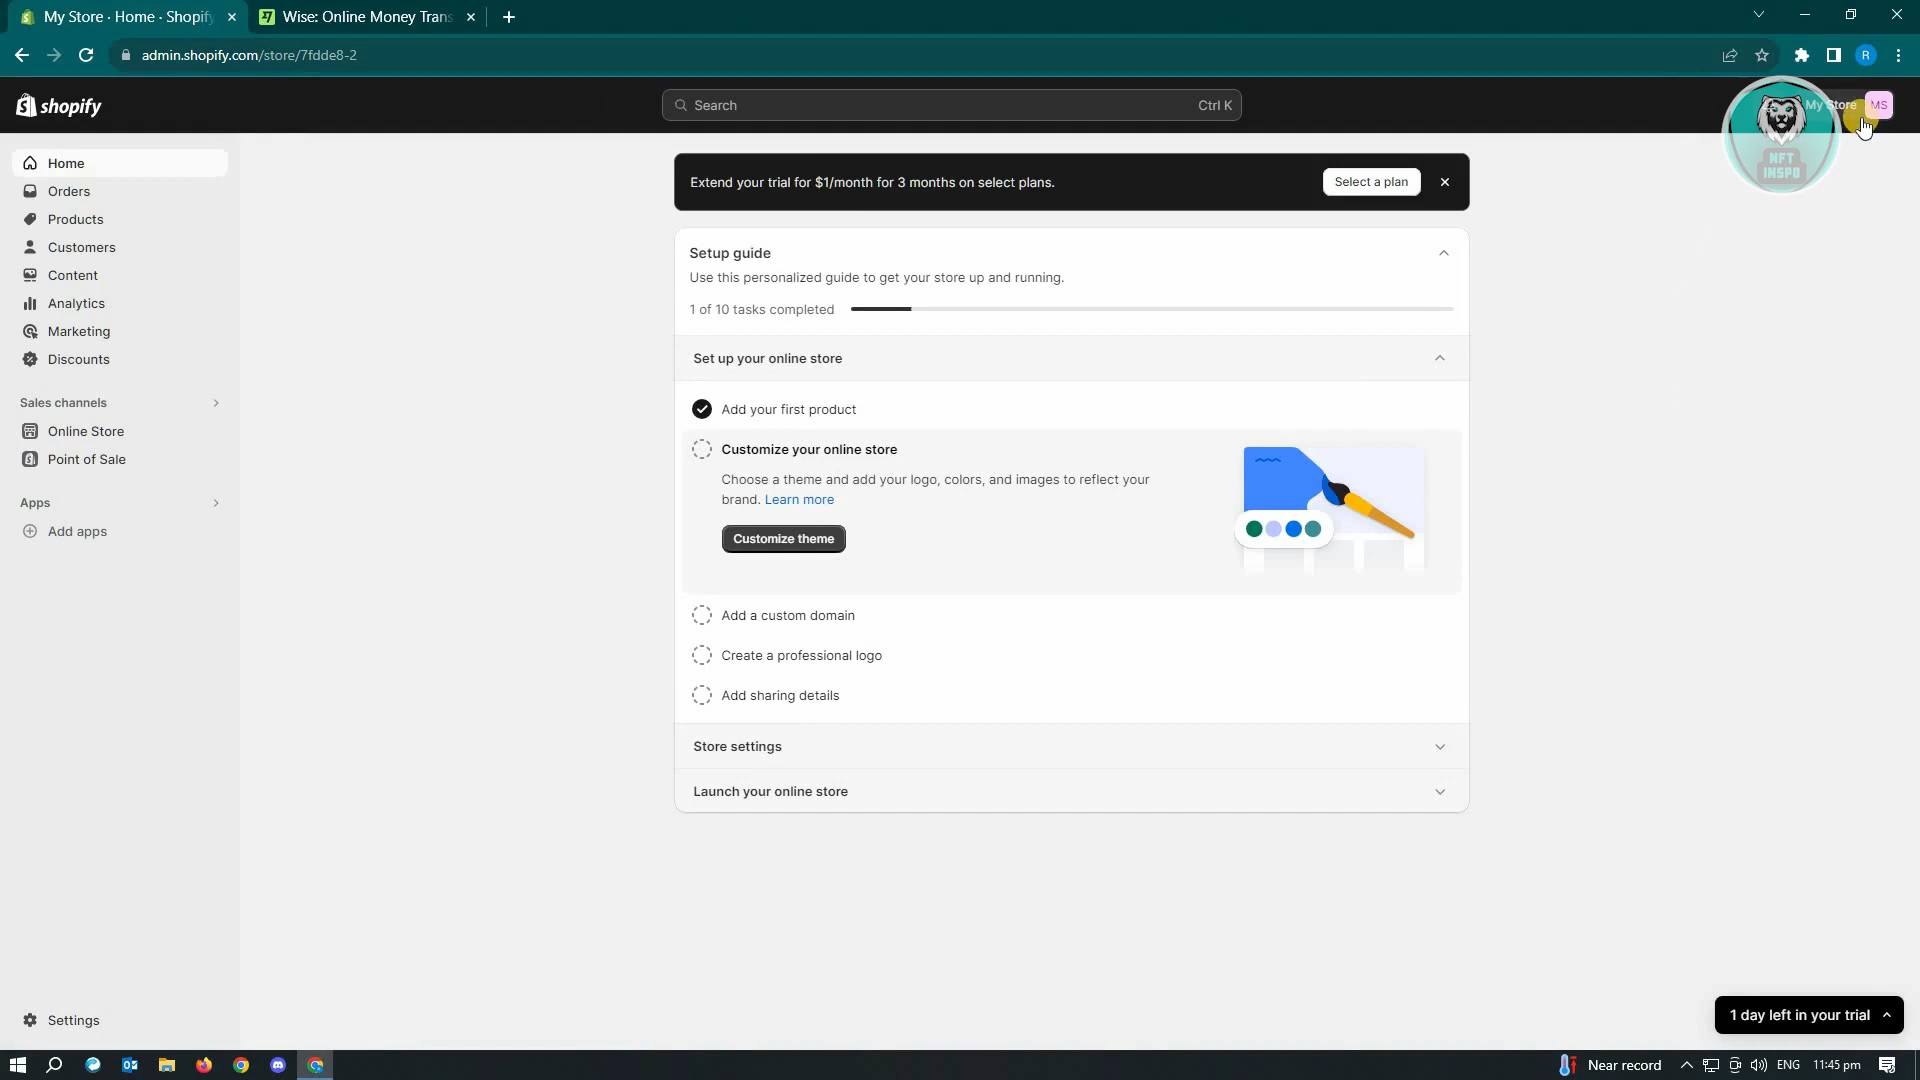 My Store · Home · Shopify
Wise: Online Money Trans
admin.shopify.com/store/7fdde8-2
R
shopify
Search
Ctrl K
My Store
MS
NFT
INSPO
Home
Orders
Products
Customers
Content
Analytics
Marketing
Discounts
Sales channels
Online Store
Point of Sale
Apps
Add apps
Settings
Extend your trial for $1/month for 3 months on select plans.
Select a plan
Setup guide
Use this personalized guide to get your store up and running.
1 of 10 tasks completed
Set up your online store
Add your first product
Customize your online store
Choose a theme and add your logo, colors, and images to reflect your
brand. Learn more
Customize theme
Add a custom domain
Create a professional logo
Add sharing details
Store settings
Launch your online store
1 day left in your trial
Near record
ENG
11:45 pm